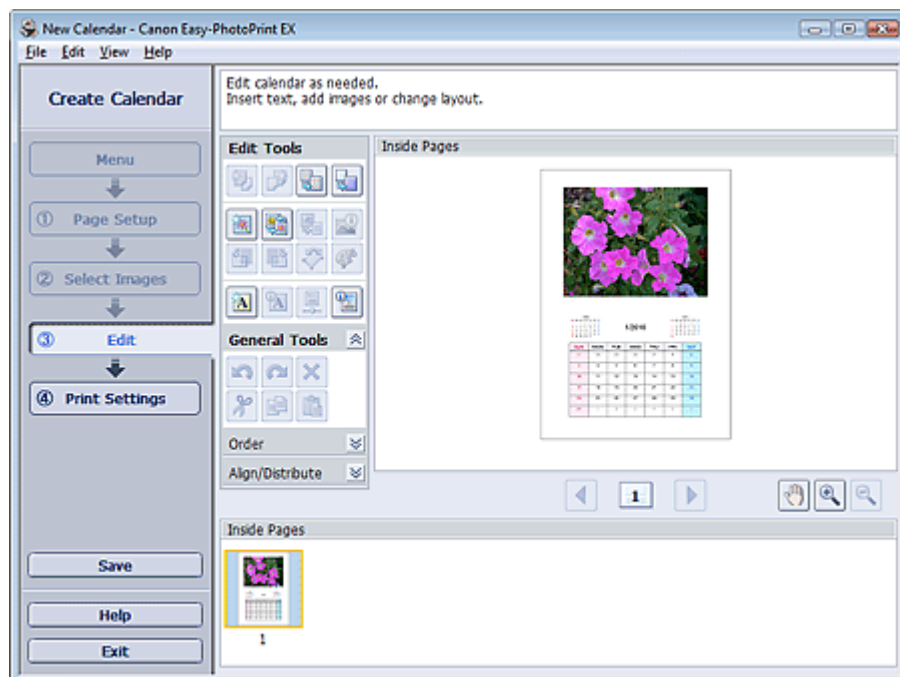 New Calendar - Canon Easy-PhotoPrint EX
File Edit View Help
Create Calendar
Edit calendar as needed.
Insert text, add images or change layout.
Menu
① Page Setup
② Select Images
③ Edit
④ Print Settings
Save
Help
Exit
Edit Tools
General Tools
Order
Align/Distribute
Inside Pages
1
Inside Pages
1